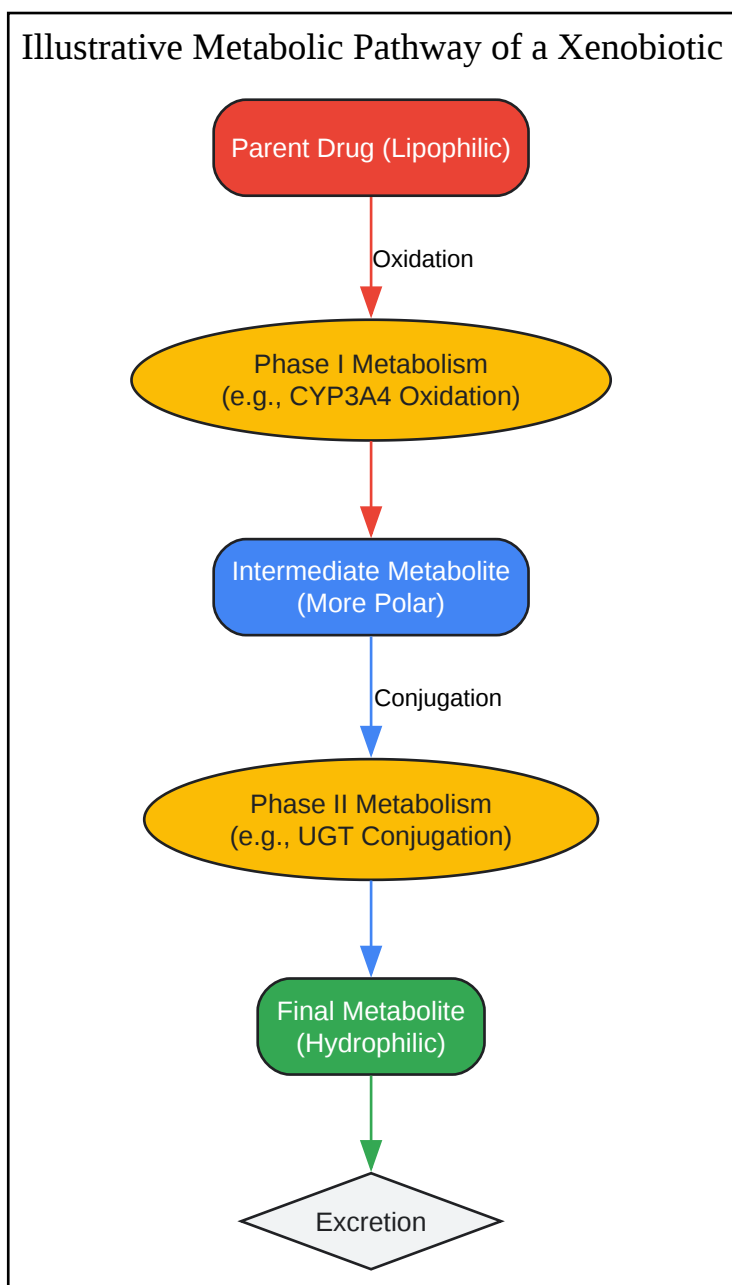 Illustrative Metabolic Pathway of a Xenobiotic
Parent Drug (Lipophilic)
Oxidation
Phase I Metabolism
(e.g., CYP3A4 Oxidation)
Intermediate Metabolite
(More Polar)
Conjugation
Phase II Metabolism
(e.g., UGT Conjugation)
Final Metabolite
(Hydrophilic)
Excretion